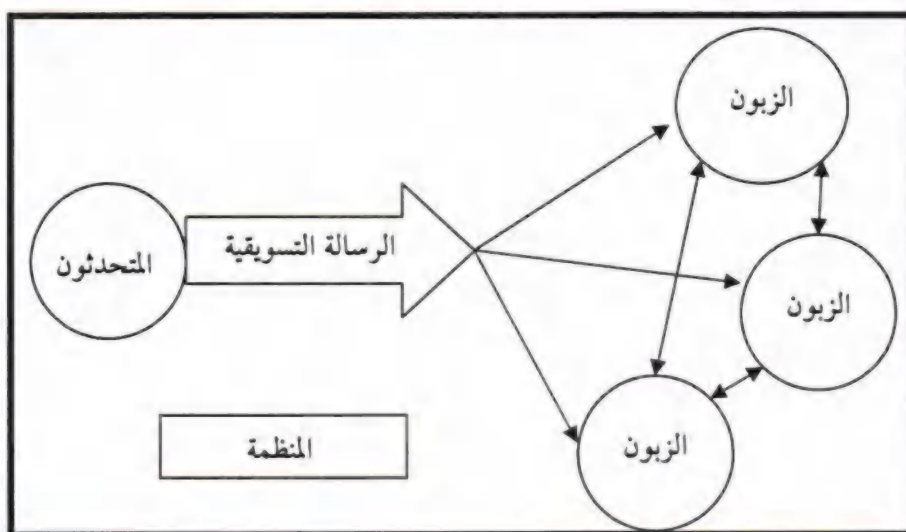 الزبون
الرسالة التسويقية
المتحدثون
الزبون
الزبون
المنظمة